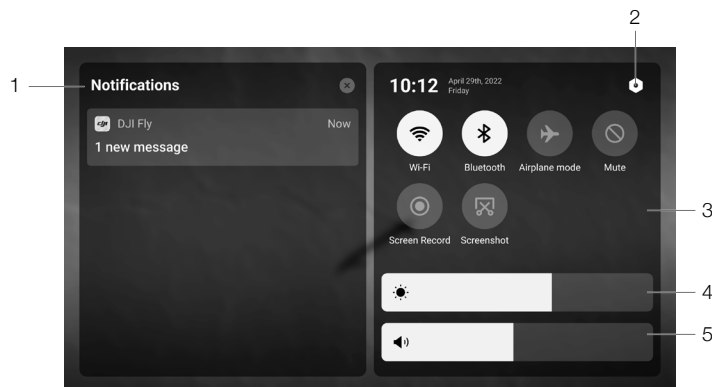 2
1
Notifications
10:12
April 29th, 2022
Friday
dji DJI Fly Now
1 new message
Wi-Fi Bluetooth Airplane mode Mute
3
Screen Record Screenshot
4
5